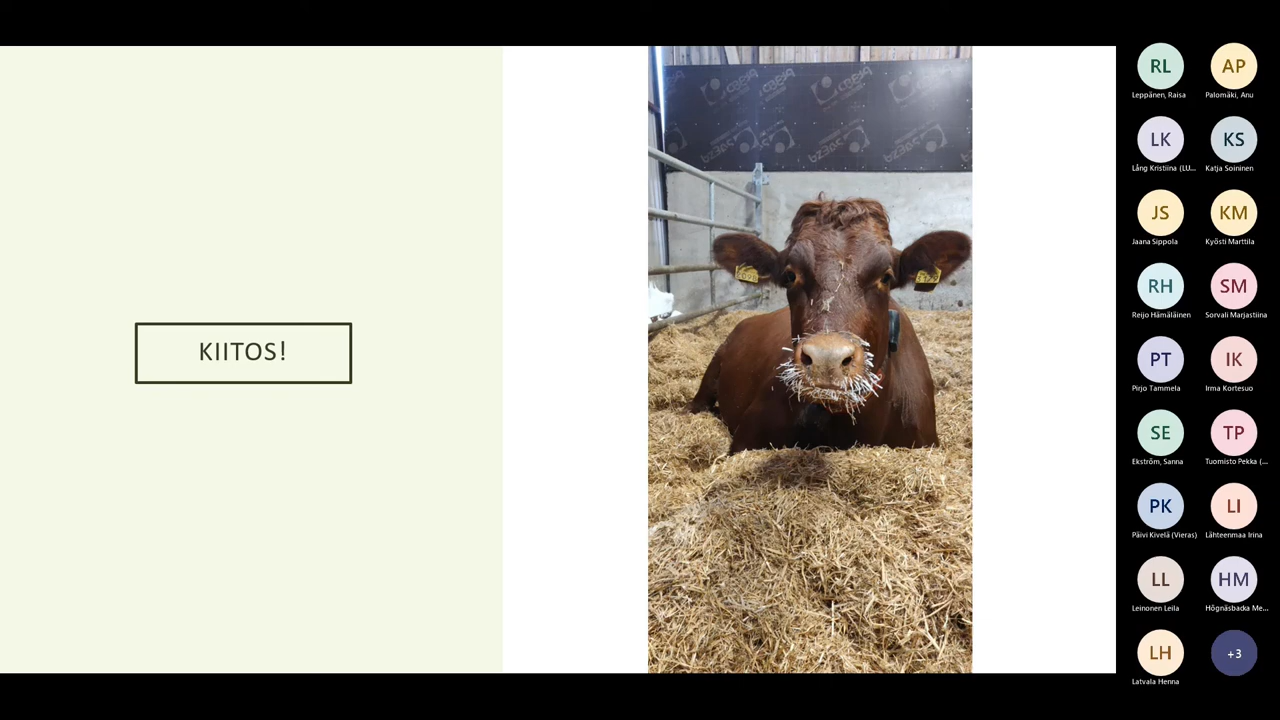 KIITOS!
RL
Leppänen, Raisa
AP
Palomäki, Anu
LK
Lång Kristiina (LU...
KS
Katja Soininen
JS
Jaana Sippola
KM
Kyösti Marttila
RH
Reijo Hämäläinen
SM
Sorvali Marjastiina
PT
Pirjo Tammela
IK
Irma Kortesuo
SE
Ekström, Sanna
TP
Tuomisto Pekka (...
PK
Päivi Kivelä (Vieras)
LI
Lähteenmaa Irina
LL
Leinonen Leila
HM
Högnäsbacka Me...
LH
Latvala Henna
+3